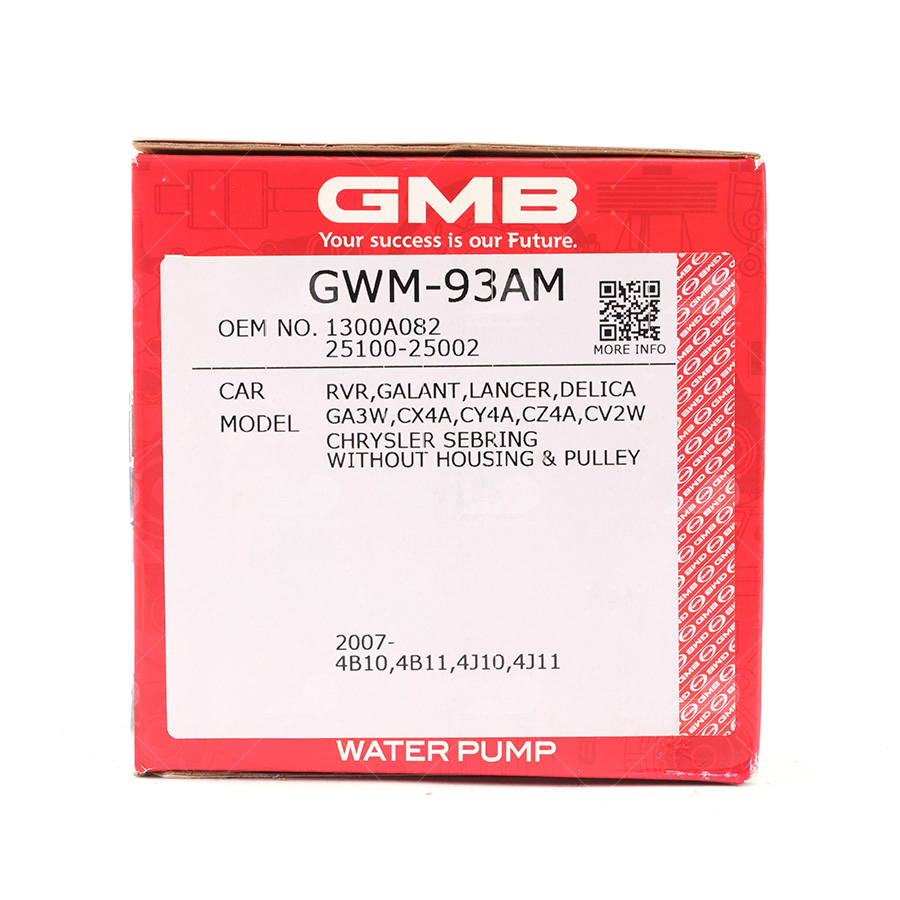 GMB
Your success is our Future.
GWM-93AM
OEM NO. 1300A082
25100-25002
MORE INFO
CAR RVR,GALANT,LANCER,DELICA
MODEL GA3W,CX4A,CY4A,CZ4A,CV2W
CHRYSLER SEBRING
WITHOUT HOUSING & PULLEY
2007-
4B10,4B11,4J10,4J11
WATER PUMP